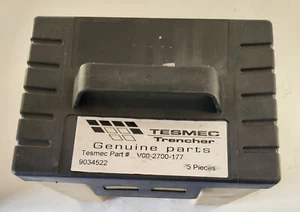 TESMEC
Trencher
Genuine parts
Tesmec Part # V00-2700-177
9034522 5 Pieces